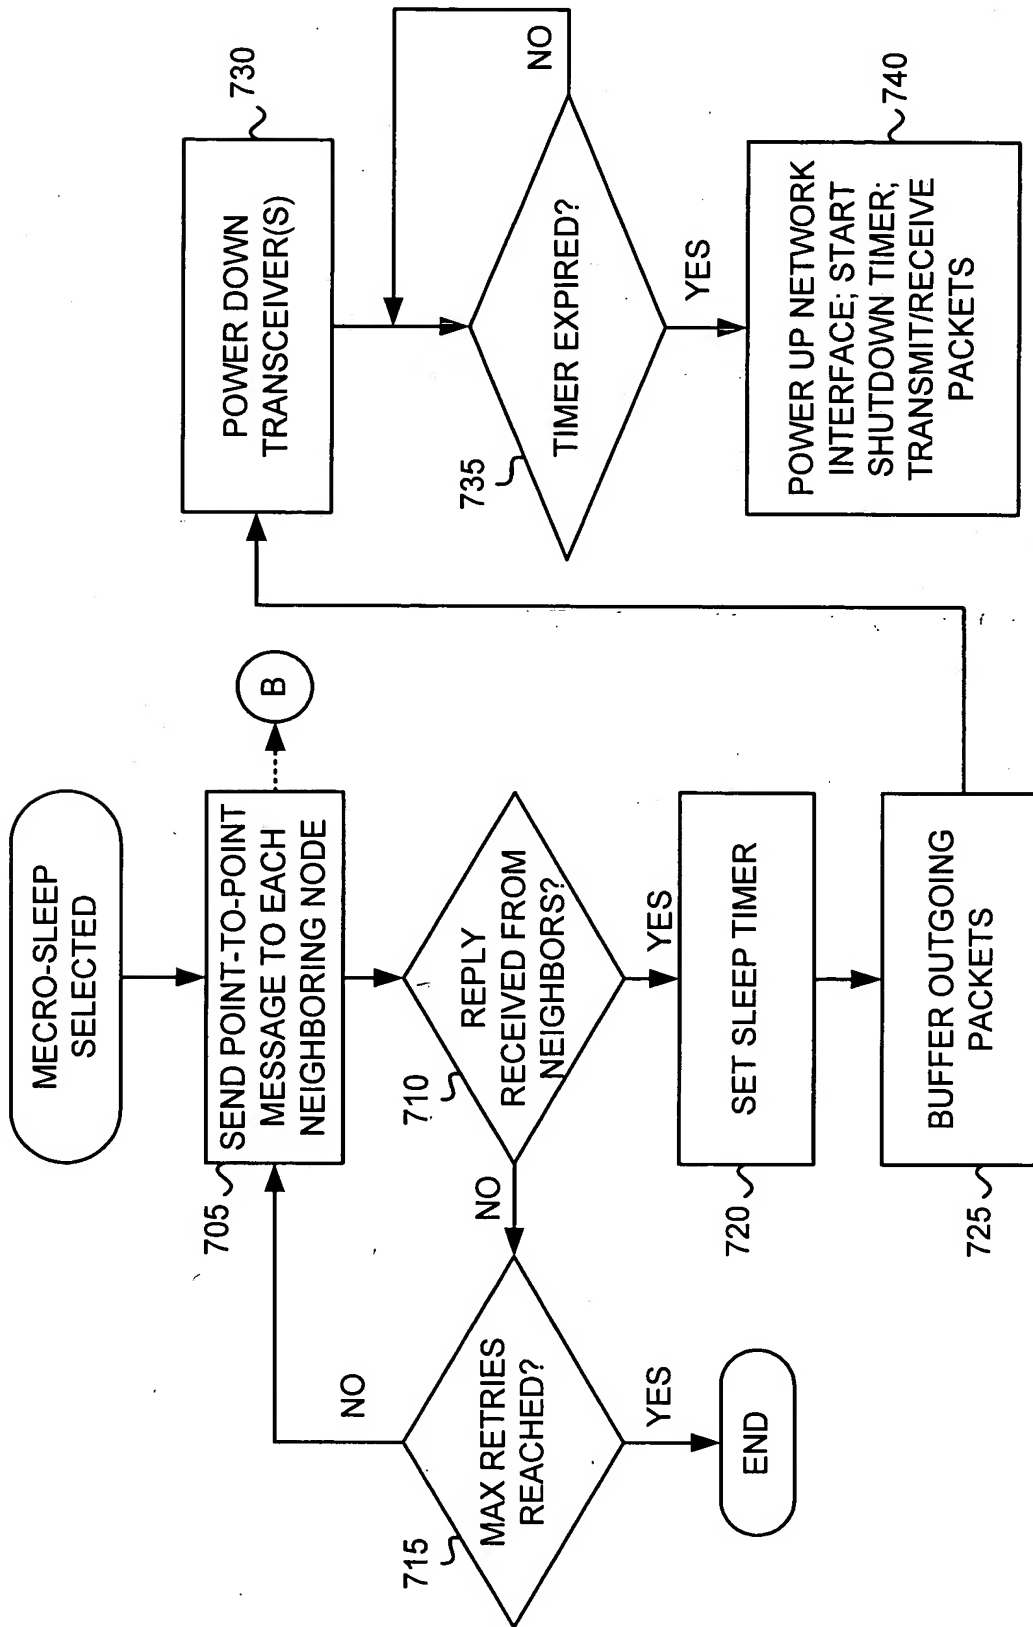 MECRO-SLEEP
SELECTED
705
SEND POINT-TO-POINT
MESSAGE TO EACH
NEIGHBORING NODE
B
710
REPLY
RECEIVED FROM
NEIGHBORS?
NO
YES
715
MAX RETRIES
REACHED?
NO
YES
END
720
SET SLEEP TIMER
725
BUFFER OUTGOING
PACKETS
730
POWER DOWN
TRANSCEIVER(S)
735
TIMER EXPIRED?
NO
YES
740
POWER UP NETWORK
INTERFACE; START
SHUTDOWN TIMER;
TRANSMIT/RECEIVE
PACKETS